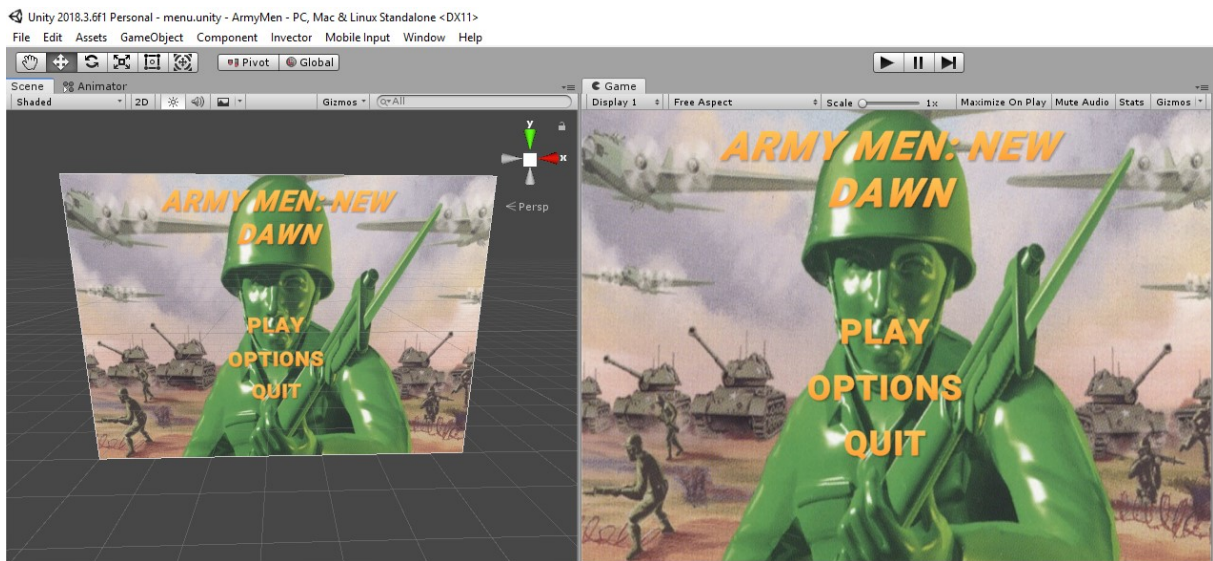 Unity 2018.3.6f1 Personal - menu.unity - ArmyMen - PC, Mac & Linux Standalone <DX11>
File Edit Assets GameObject Component Invector Mobile Input Window Help
Pivot Global
Scene Animator
Shaded 2D Gizmos All
y
x
Persp
ARMY MEN: NEW
DAWN
PLAY
OPTIONS
QUIT
Game
Display 1 Free Aspect Scale 1x Maximize On Play Mute Audio Stats Gizmos
ARMY MEN: NEW
DAWN
PLAY
OPTIONS
QUIT